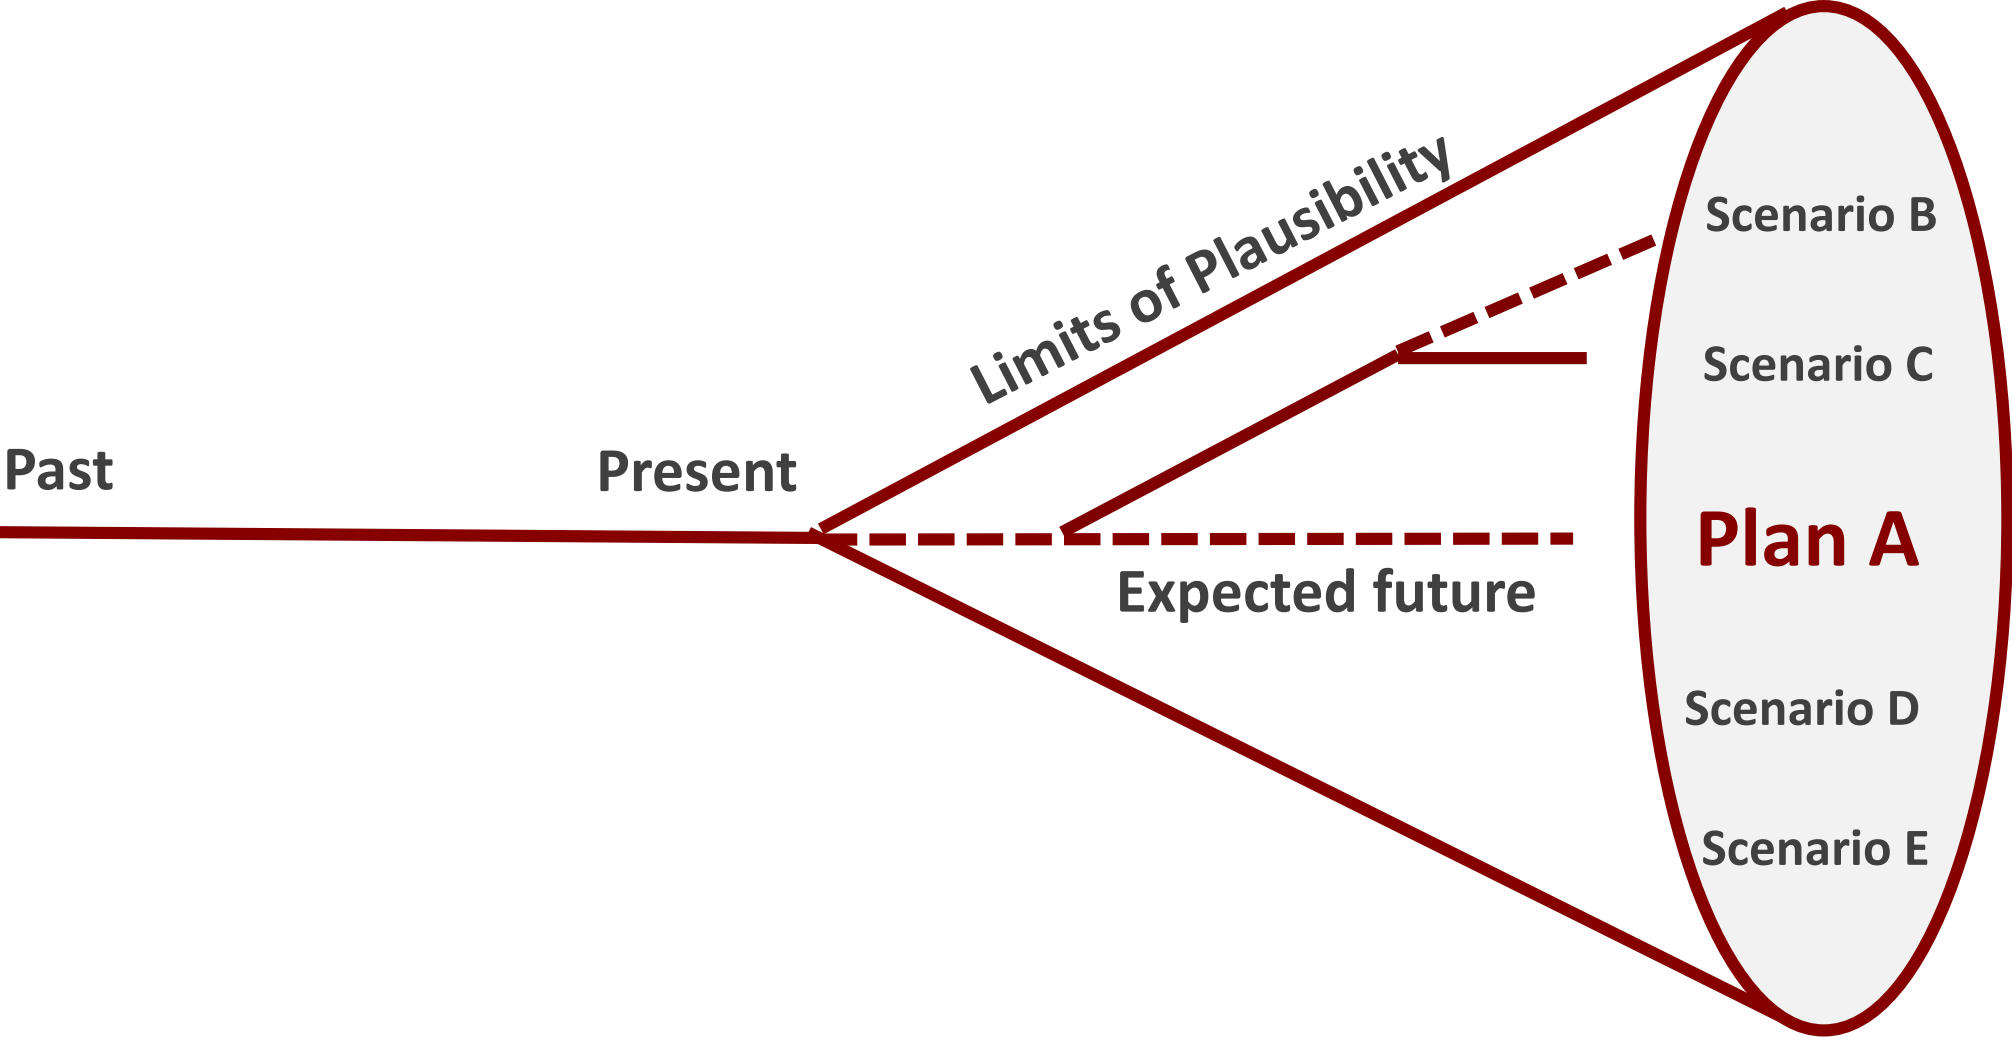 Past
Present
Limits of Plausibility
Expected future
Scenario B
Scenario C
Plan A
Scenario D
Scenario E